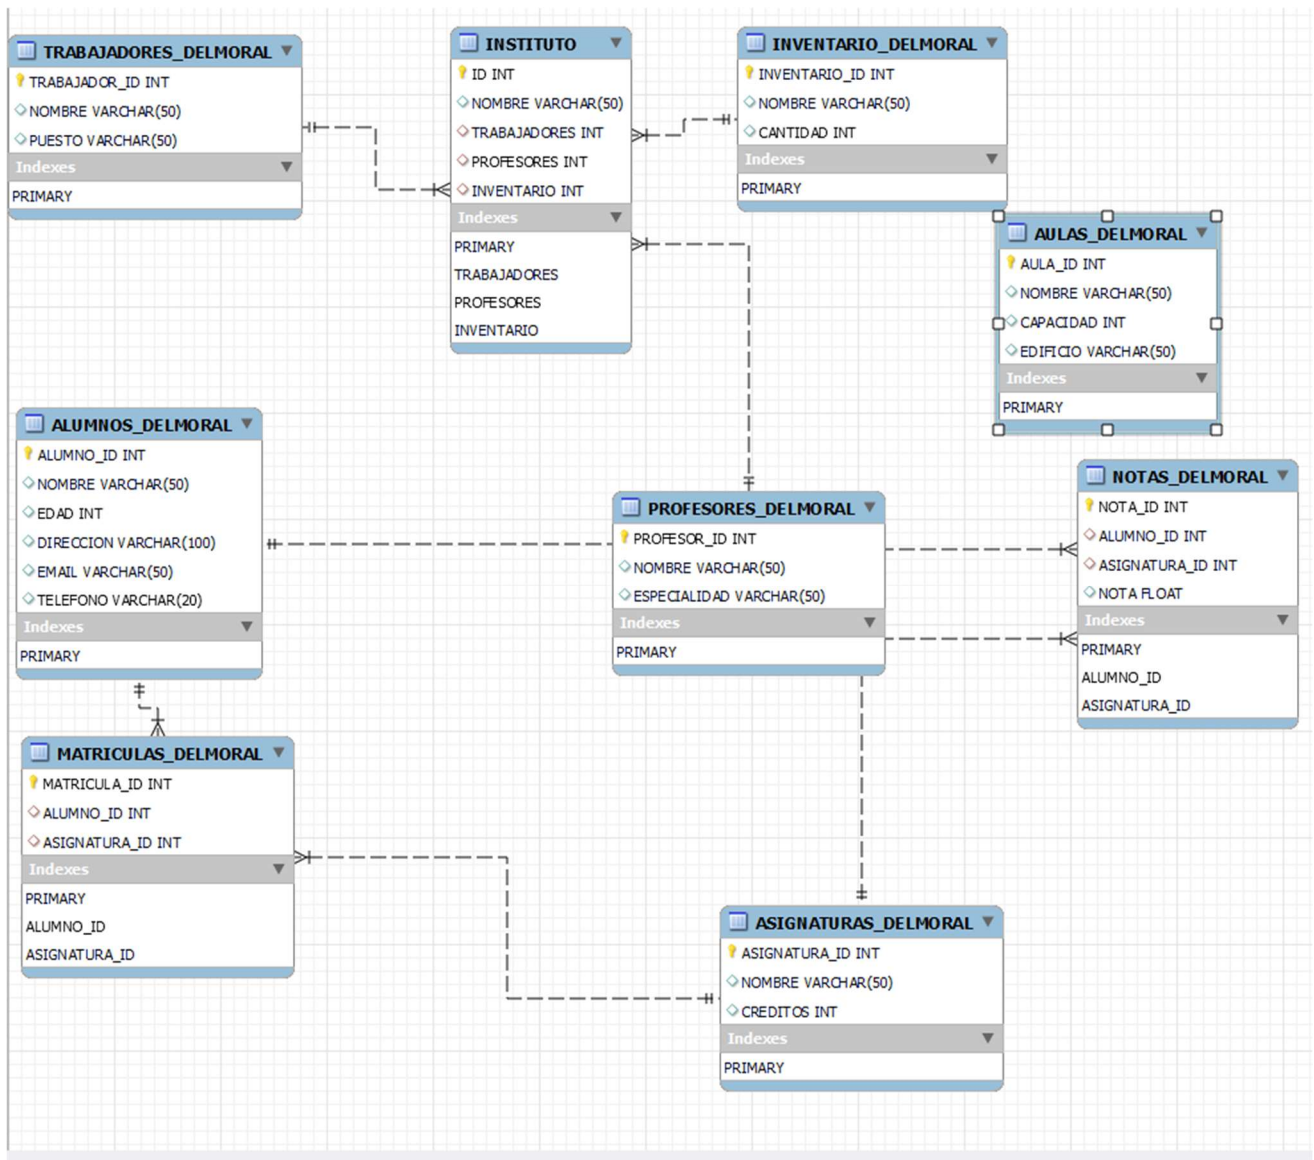 TRABAJADORES_DELMORAL
TRABAJADOR_ID INT
NOMBRE VARCHAR(50)
PUESTO VARCHAR(50)
Indexes
PRIMARY
INSTITUTO
ID INT
NOMBRE VARCHAR(50)
TRABAJADORES INT
PROFESORES INT
INVENTARIO INT
Indexes
PRIMARY
TRABAJADORES
PROFESORES
INVENTARIO
INVENTARIO_DELMORAL
INVENTARIO_ID INT
NOMBRE VARCHAR(50)
CANTIDAD INT
Indexes
PRIMARY
AULAS_DELMORAL
AULA_ID INT
NOMBRE VARCHAR(50)
CAPACIDAD INT
EDIFICIO VARCHAR(50)
Indexes
PRIMARY
ALUMNOS_DELMORAL
ALUMNO_ID INT
NOMBRE VARCHAR(50)
EDAD INT
DIRECCION VARCHAR(100)
EMAIL VARCHAR(50)
TELEFONO VARCHAR(20)
Indexes
PRIMARY
PROFESORES_DELMORAL
PROFESOR_ID INT
NOMBRE VARCHAR(50)
ESPECIALIDAD VARCHAR(50)
Indexes
PRIMARY
NOTAS_DELMORAL
NOTA_ID INT
ALUMNO_ID INT
ASIGNATURA_ID INT
NOTA FLOAT
Indexes
PRIMARY
ALUMNO_ID
ASIGNATURA_ID
MATRICULAS_DELMORAL
MATRICULA_ID INT
ALUMNO_ID INT
ASIGNATURA_ID INT
Indexes
PRIMARY
ALUMNO_ID
ASIGNATURA_ID
ASIGNATURAS_DELMORAL
ASIGNATURA_ID INT
NOMBRE VARCHAR(50)
CREDITOS INT
Indexes
PRIMARY